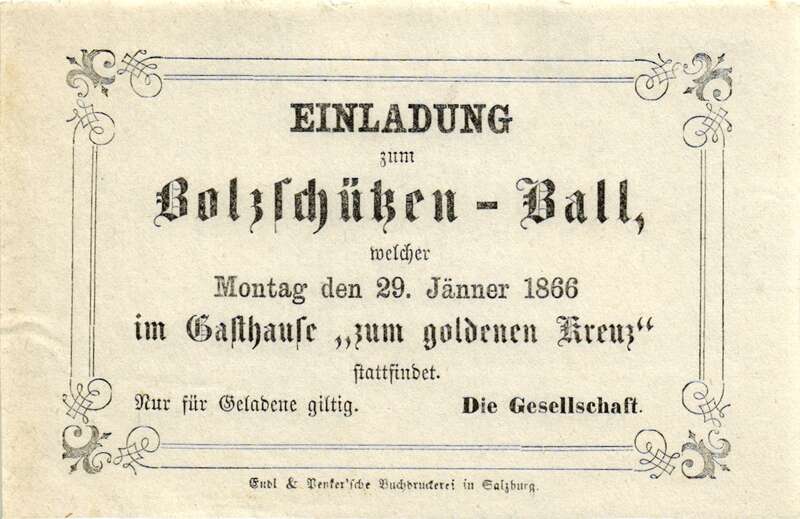 EINLADUNG
zum
Bolzschützen - Ball,
welcher
Montag den 29. Jänner 1866
im Gasthause „zum goldenen Kreuz“
stattfindet.
Nur für Geladene giltig. Die Gesellschaft.
Endl & Penker'sche Buchdruckerei in Salzburg.